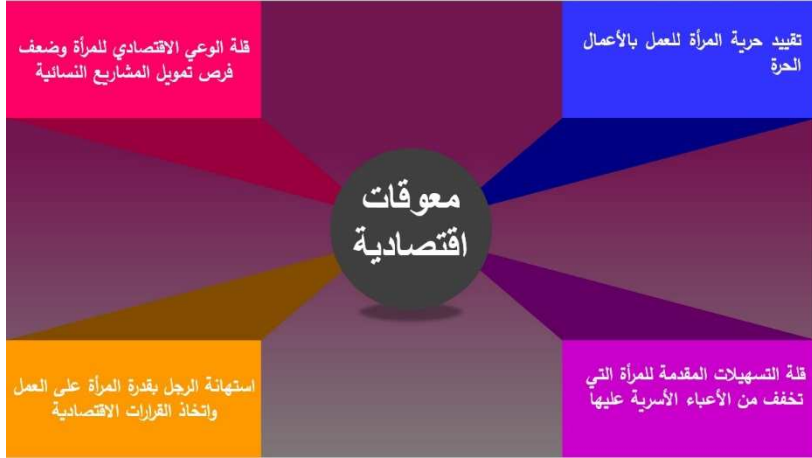 تقييد حرية المرأة للعمل بالأعمال
الحرة
قلة الوعي الاقتصادي للمرأة وضعف
فرص تمويل المشاريع النسائية
معوقات
اقتصادية
قلة التسهيلات المقدمة للمرأة التي
تخفف من الأعباء الأسرية عليها
استهانة الرجل بقدرة المرأة على العمل
واتخاذ القرارات الاقتصادية